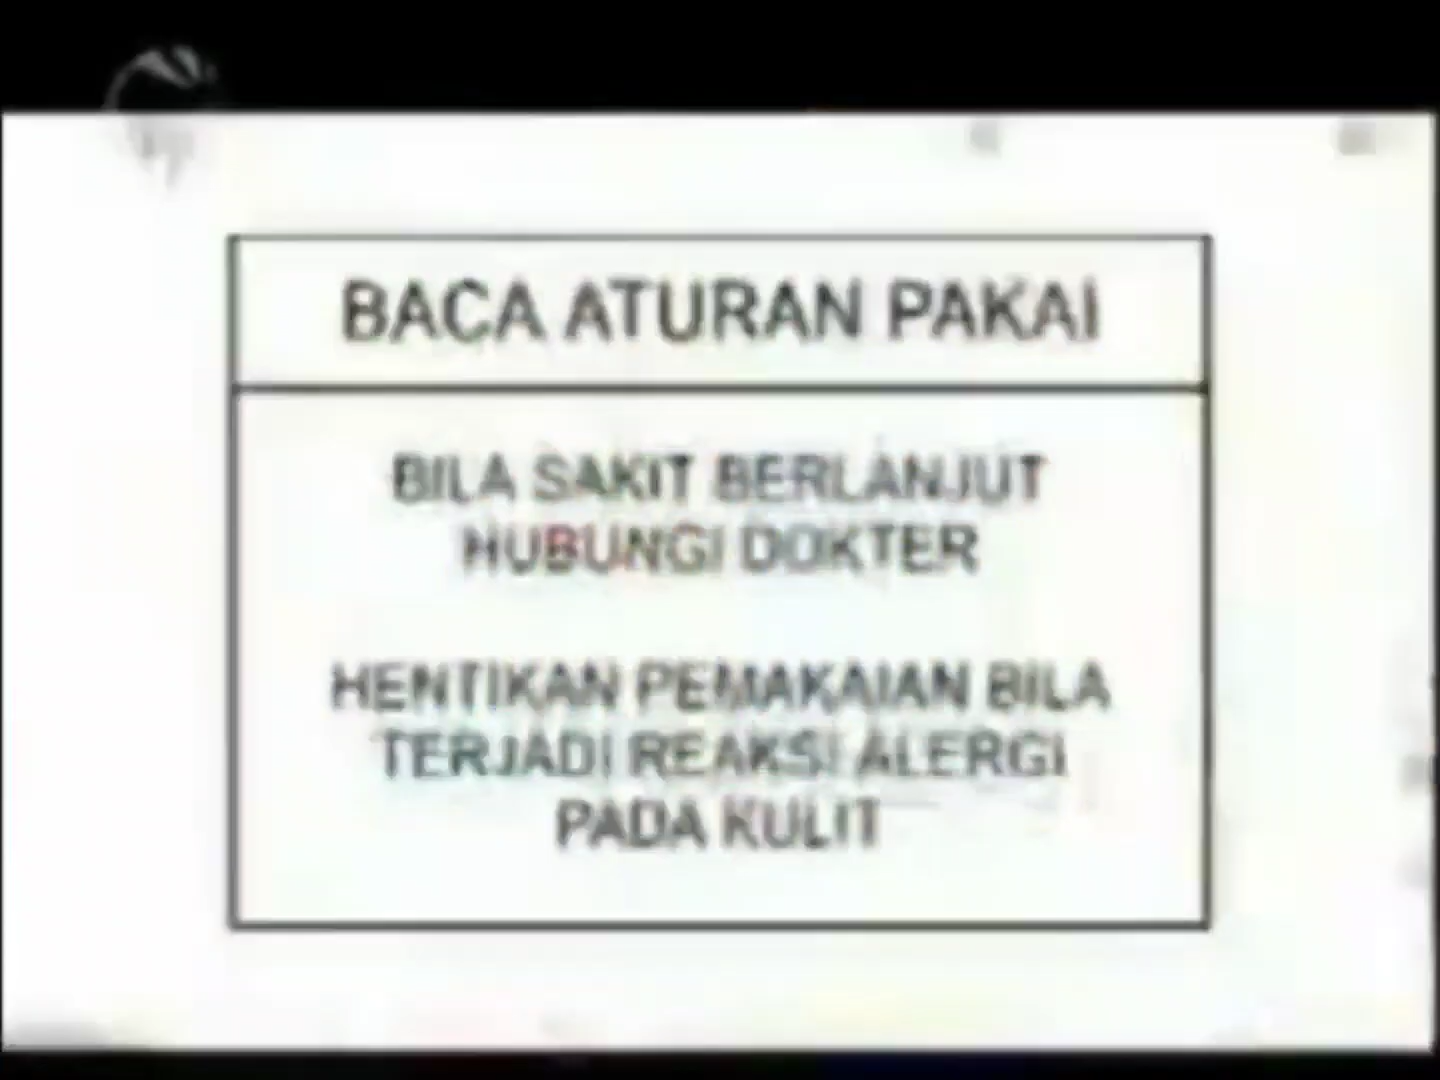 BACA ATURAN PAKAI
BILA SAKIT BERLANJUT
HUBUNGI DOKTER
HENTIKAN PEMAKAIAN BILA
TERJADI REAKSI ALERGI
PADA KULIT